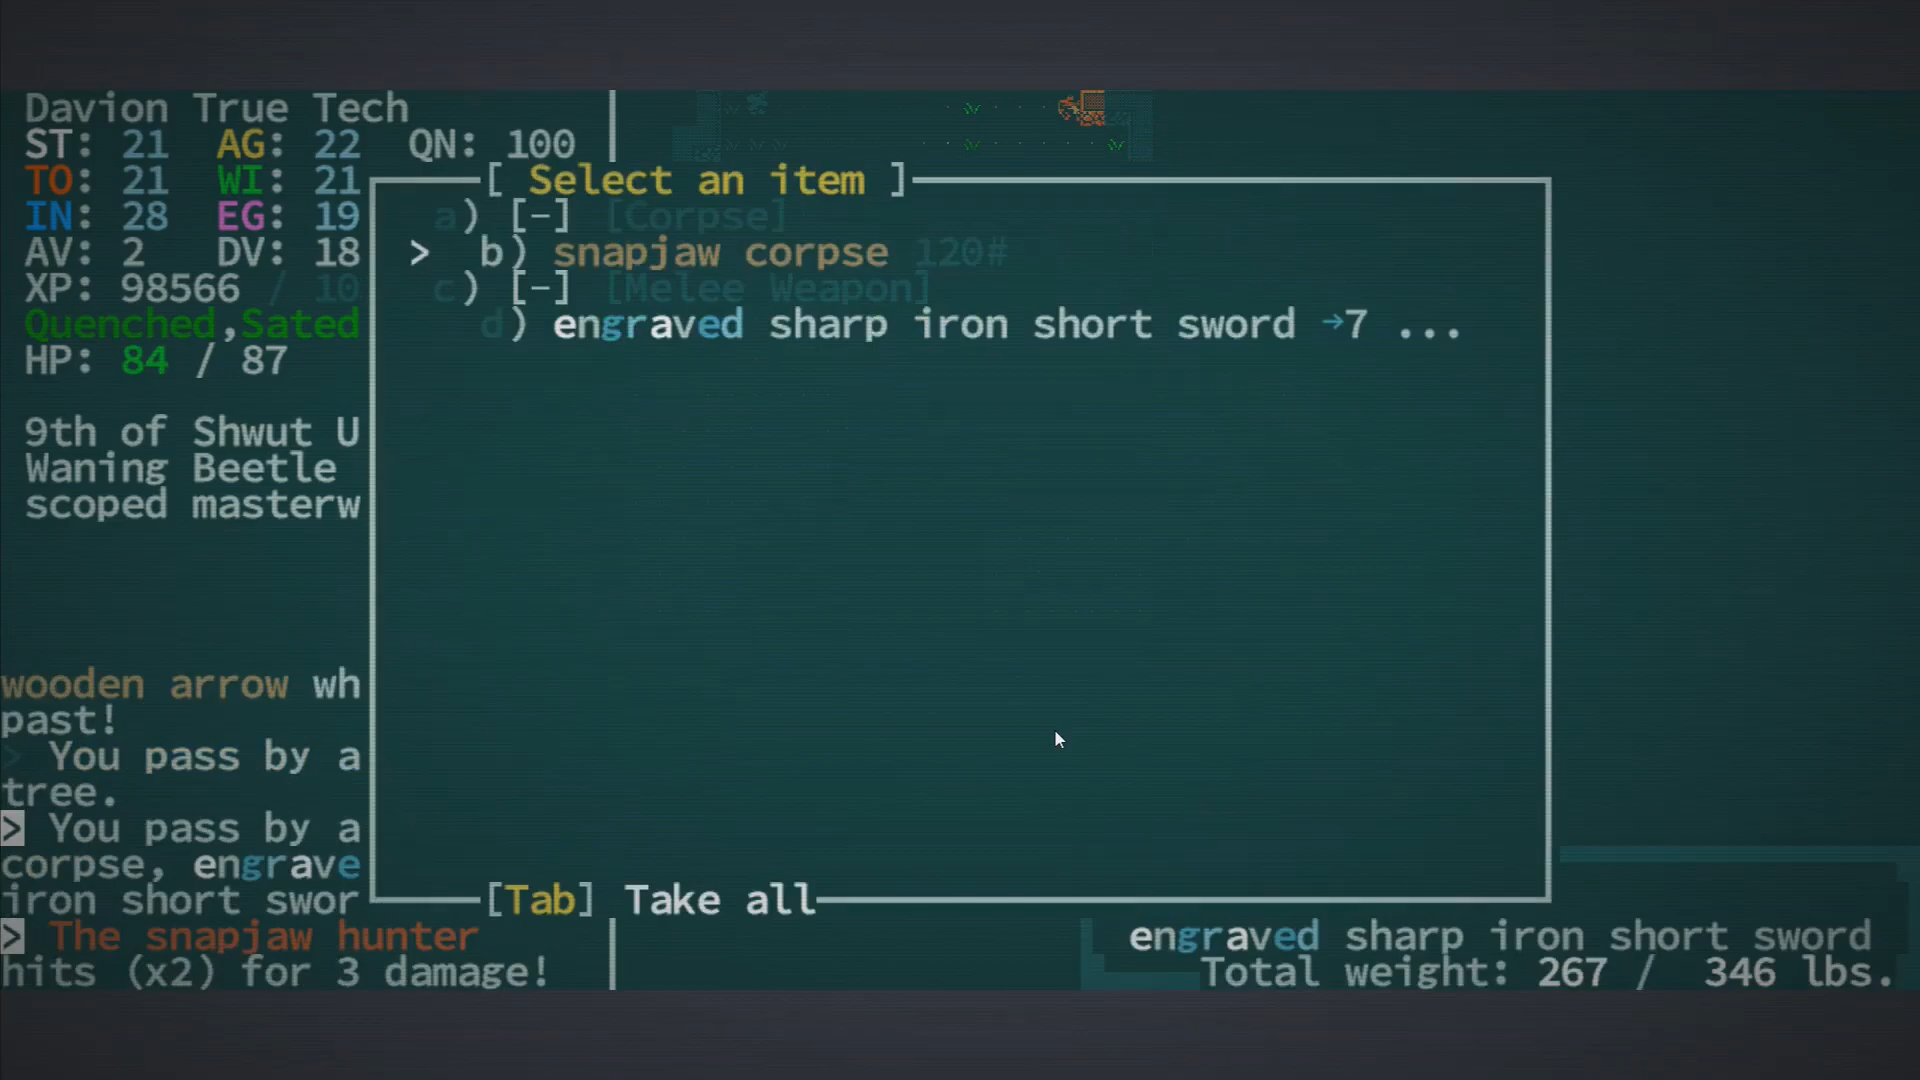 Davion True Tech
ST: 21 AG: 22 QN: 100
TO: 21 WI: 21
IN: 28 EG: 19
AV: 2 DV: 18
XP: 98566 / 10
Quenched,Sated
HP: 84 / 87
9th of Shwut U
Waning Beetle
scoped masterw
wooden arrow wh
past!
> You pass by a
tree.
> You pass by a
corpse, engrave
iron short swor
> The snapjaw hunter
hits (x2) for 3 damage!
[ Select an item ]
a) [-] [Corpse]
> b) snapjaw corpse 120#
c) [-] [Melee Weapon]
d) engraved sharp iron short sword →7 ...
[Tab] Take all
engraved sharp iron short sword
Total weight: 267 / 346 lbs.